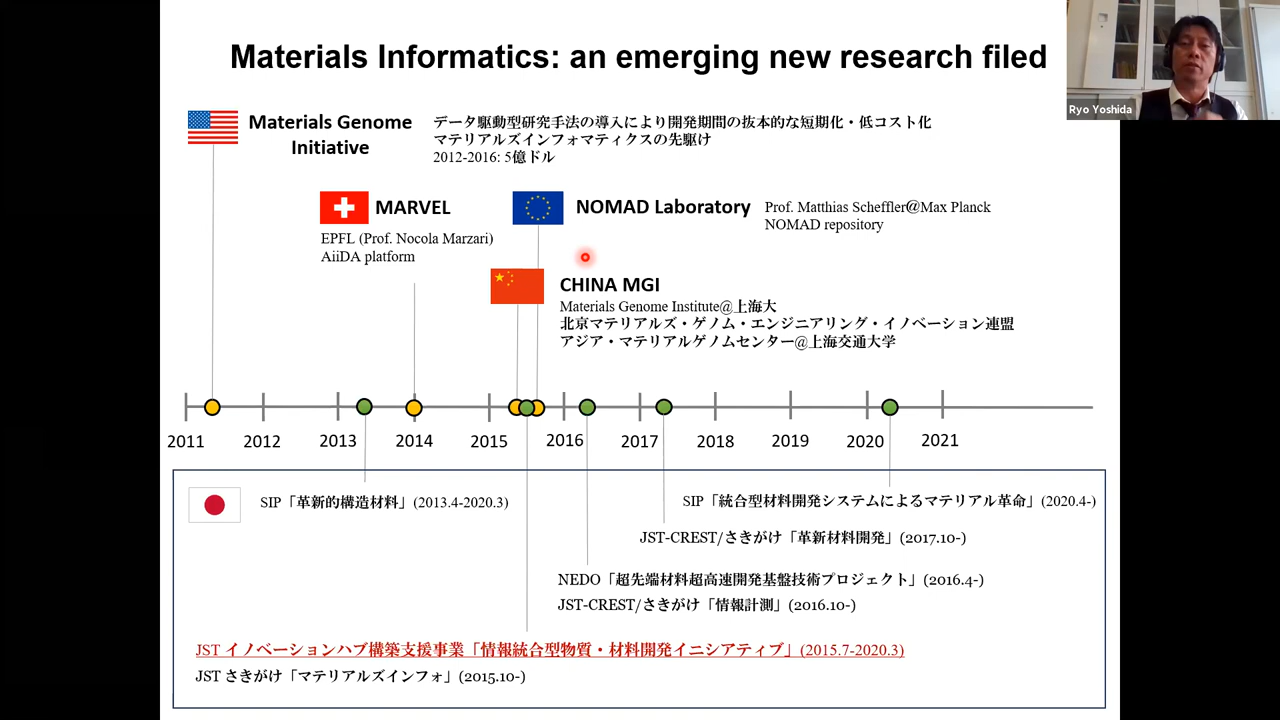 Materials Informatics: an emerging new research filed
Ryo Yoshida
Materials Genome
Initiative
データ駆動型研究手法の導入により開発期間の抜本的な短期化・低コスト化
マテリアルズインフォマティクスの先駆け
2012-2016: 5億ドル
MARVEL
EPFL (Prof. Nocola Marzari)
AiiDA platform
NOMAD Laboratory
Prof. Matthias Scheffler@Max Planck
NOMAD repository
CHINA MGI
Materials Genome Institute@上海大
北京マテリアルズ・ゲノム・エンジニアリング・イノベーション連盟
アジア・マテリアルゲノムセンター@上海交通大学
2011 2012 2013 2014 2015 2016 2017 2018 2019 2020 2021
SIP「革新的構造材料」(2013.4-2020.3)
SIP「統合型材料開発システムによるマテリアル革命」(2020.4-)
JST-CREST/さきがけ「革新材料開発」(2017.10-)
NEDO「超先端材料超高速開発基盤技術プロジェクト」(2016.4-)
JST-CREST/さきがけ「情報計測」(2016.10-)
JST イノベーションハブ構築支援事業「情報統合型物質・材料開発イニシアティブ」(2015.7-2020.3)
JST さきがけ「マテリアルズインフォ」(2015.10-)